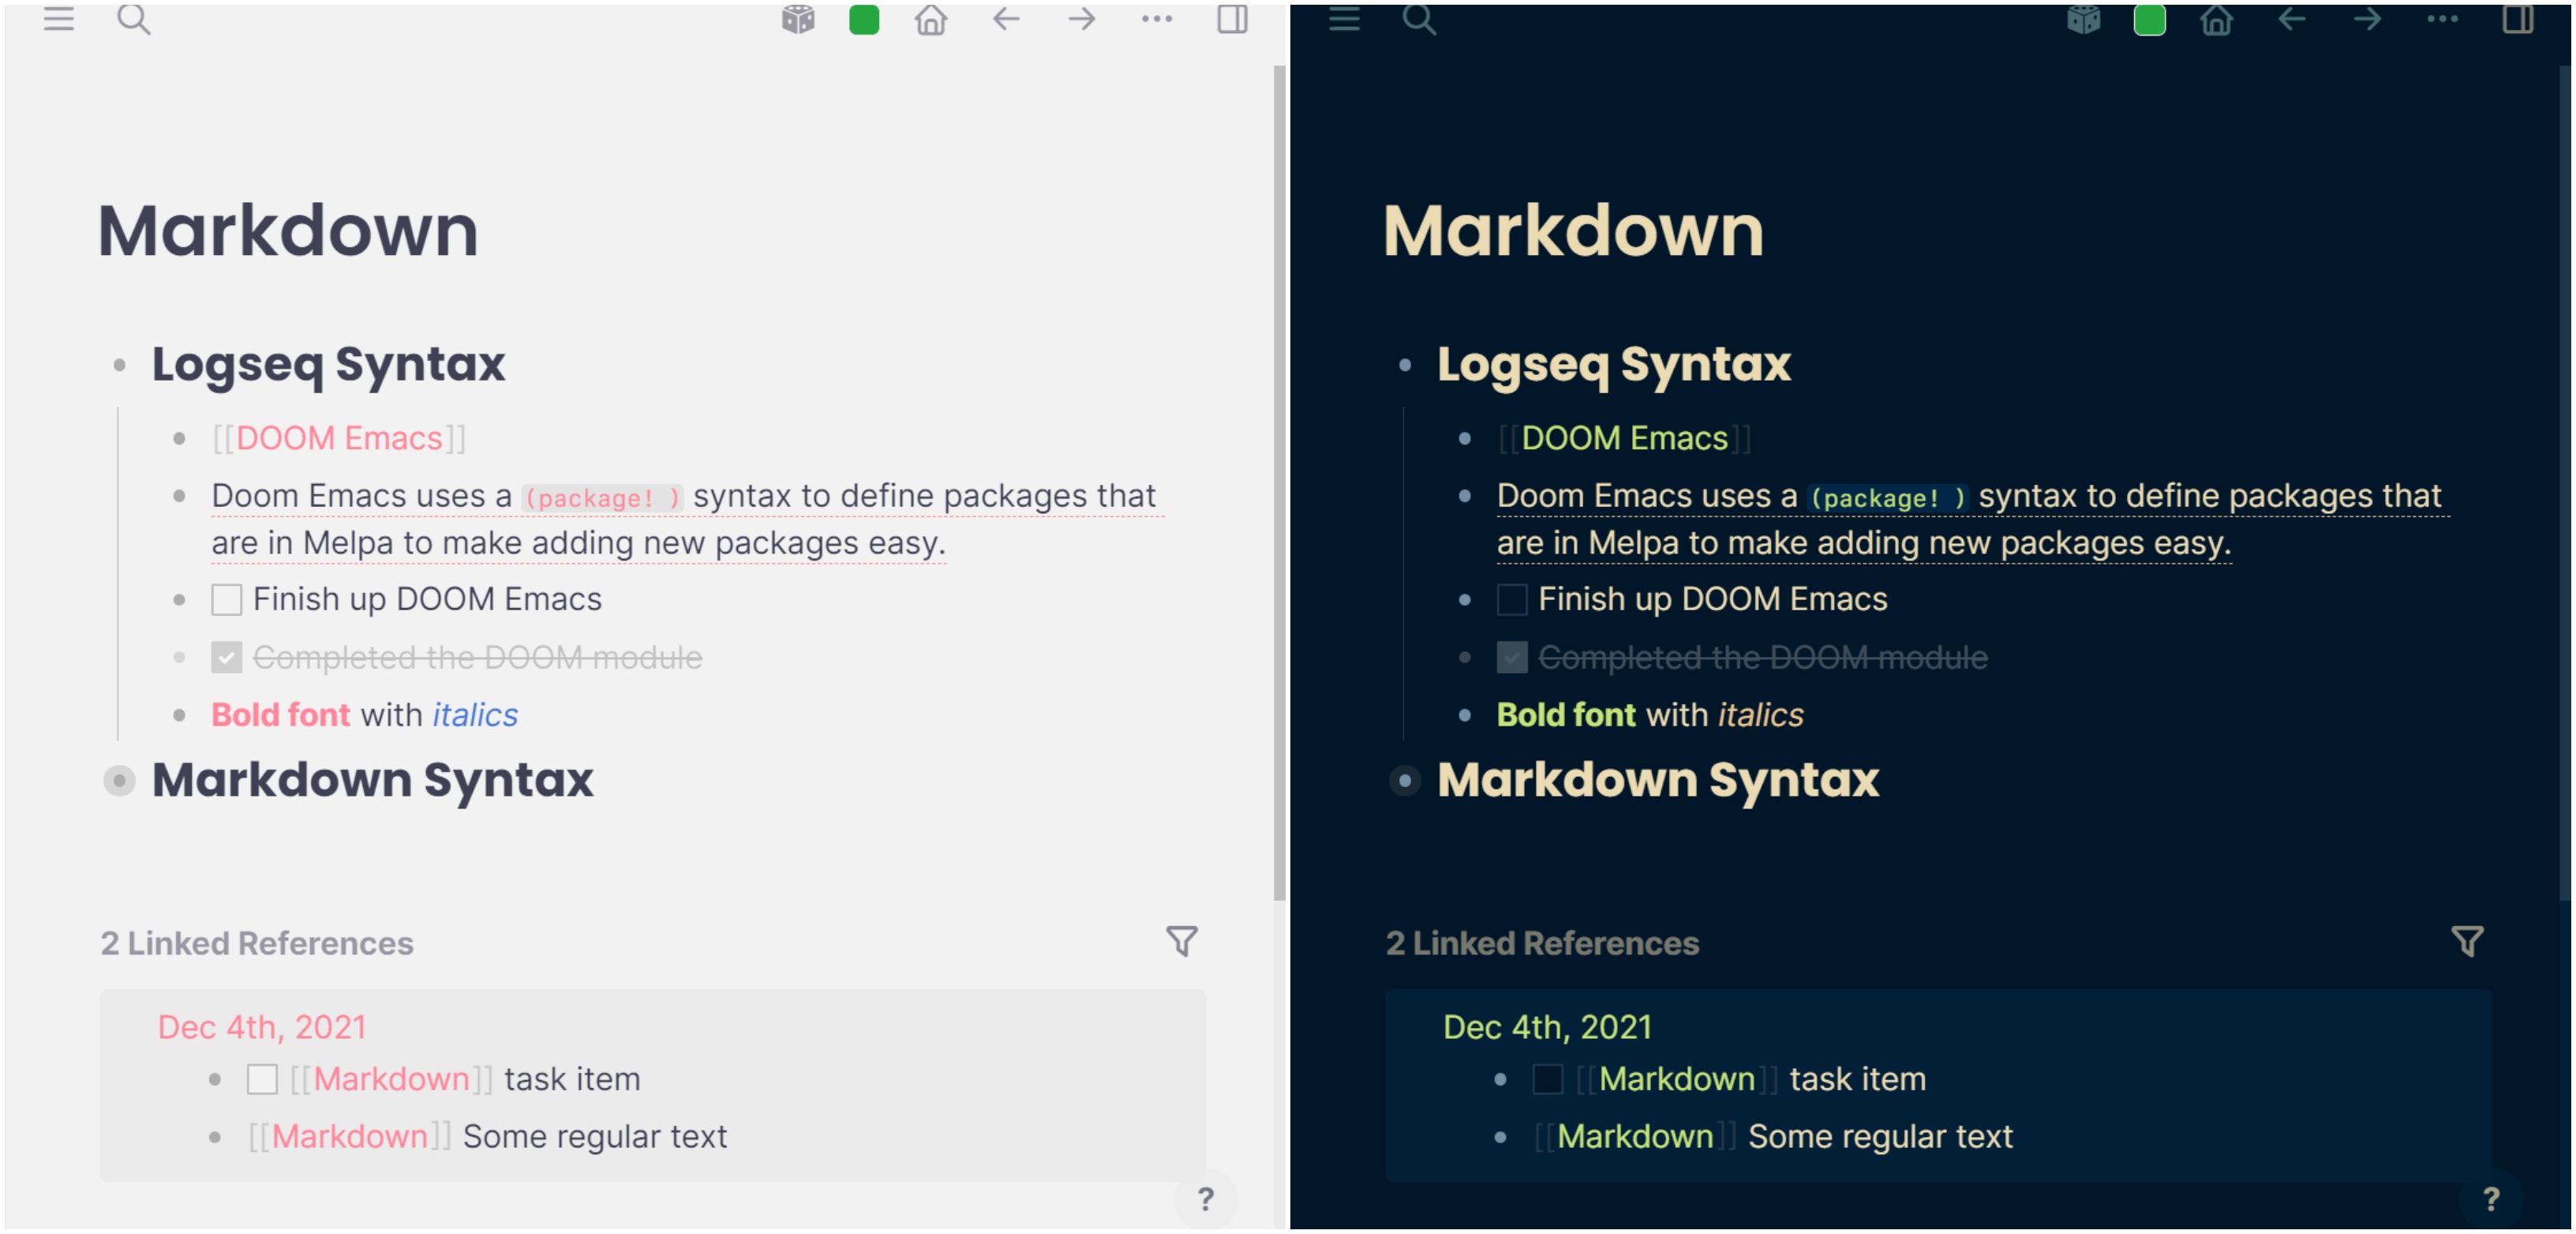 Markdown
Logseq Syntax
[[DOOM Emacs]]
Doom Emacs uses a (package! ) syntax to define packages that
are in Melpa to make adding new packages easy.
Finish up DOOM Emacs
Completed the DOOM module
Bold font with italics
Markdown Syntax
2 Linked References
Dec 4th, 2021
[[Markdown]] task item
[[Markdown]] Some regular text
?
Markdown
Logseq Syntax
[[DOOM Emacs]]
Doom Emacs uses a (package! ) syntax to define packages that
are in Melpa to make adding new packages easy.
Finish up DOOM Emacs
Completed the DOOM module
Bold font with italics
Markdown Syntax
2 Linked References
Dec 4th, 2021
[[Markdown]] task item
[[Markdown]] Some regular text
?